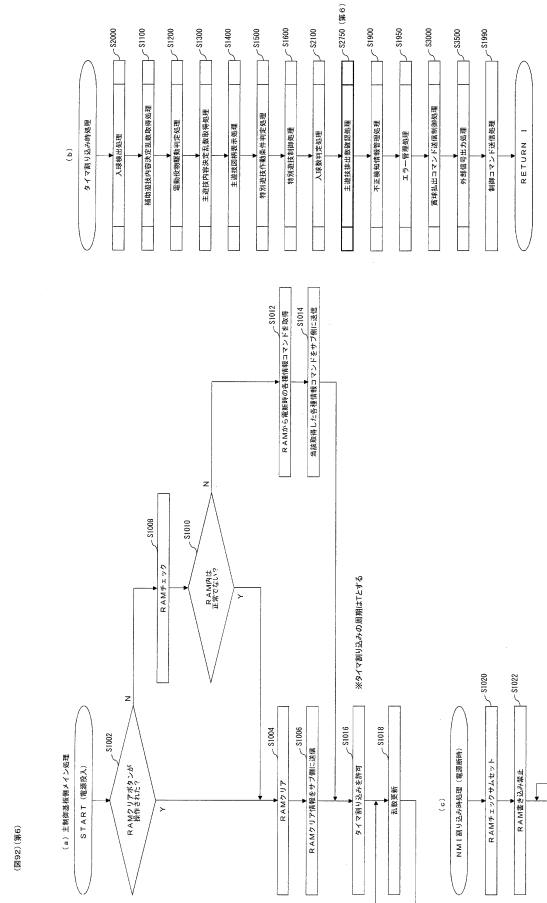 (図92)(第6)
(a) 主制御基板側メイン処理
START(電源投入)
S1002
RAMクリアボタンが
操作された?
N
Y
S1008
RAMチェック
S1010
RAM内は
正常でない?
N
Y
S1012
RAMから電断時の各種情報コマンドを取得
S1014
当該取得した各種情報コマンドをサブ側に送信
S1004
RAMクリア
S1006
RAMクリア情報をサブ側に送信
S1016
タイマ割り込みを許可
※タイマ割り込みの周期はTとする
S1018
乱数更新
(c)
NMI割り込み時処理(電源断時)
S1020
RAMチェックサムセット
S1022
RAM書き込み禁止
(b)
タイマ割り込み時処理
S2000
入球検出処理
S1100
補助遊技内容決定乱数取得処理
S1200
電動役物駆動判定処理
S1300
主遊技内容決定乱数取得処理
S1400
主遊技図柄表示処理
S1500
特別遊技作動条件判定処理
S1600
特別遊技制御処理
S2100
入球数判定処理
S2750(第6)
主遊技排出数確認処理
S1900
不正検知情報管理処理
S1950
エラー管理処理
S3000
賞球払出コマンド送信制御処理
S3500
外部信号出力処理
S1990
制御コマンド送信処理
RETURN I